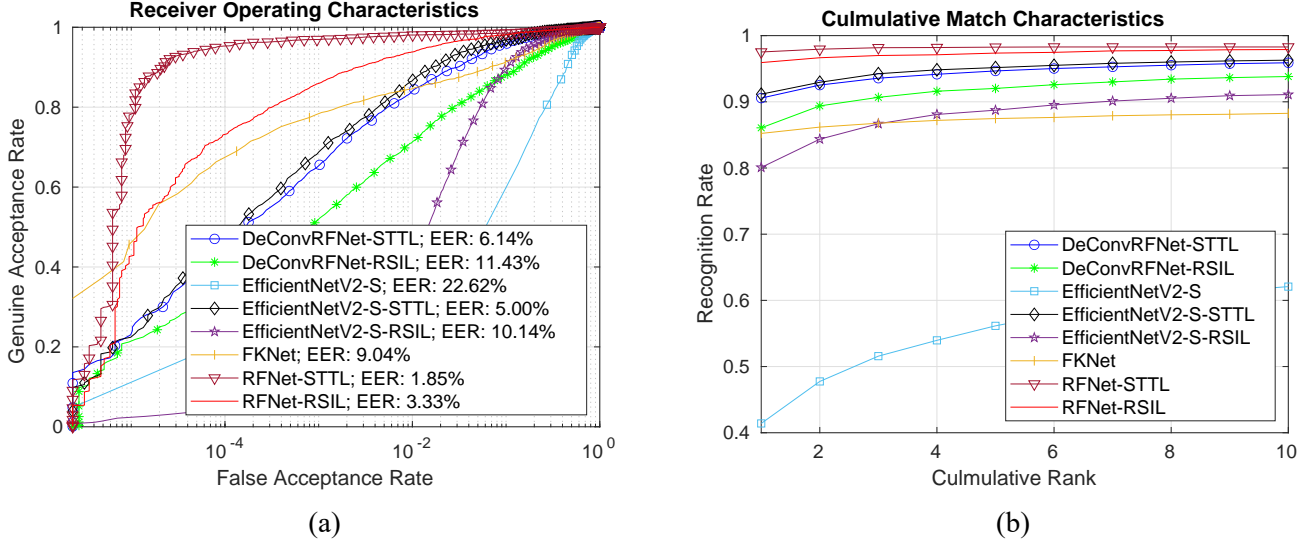 Receiver Operating Characteristics
1
0.8
0.6
0.4
0.2
0
Genuine Acceptance Rate
DeConvRFNet-STTL; EER: 6.14%
DeConvRFNet-RSIL; EER: 11.43%
EfficientNetV2-S; EER: 22.62%
EfficientNetV2-S-STTL; EER: 5.00%
EfficientNetV2-S-RSIL; EER: 10.14%
FKNet; EER: 9.04%
RFNet-STTL; EER: 1.85%
RFNet-RSIL; EER: 3.33%
10^-4
10^-2
10^0
False Acceptance Rate
(a)
Culmulative Match Characteristics
1
0.9
0.8
0.7
0.6
0.5
0.4
Recognition Rate
DeConvRFNet-STTL
DeConvRFNet-RSIL
EfficientNetV2-S
EfficientNetV2-S-STTL
EfficientNetV2-S-RSIL
FKNet
RFNet-STTL
RFNet-RSIL
2 4 6 8 10
Culmulative Rank
(b)